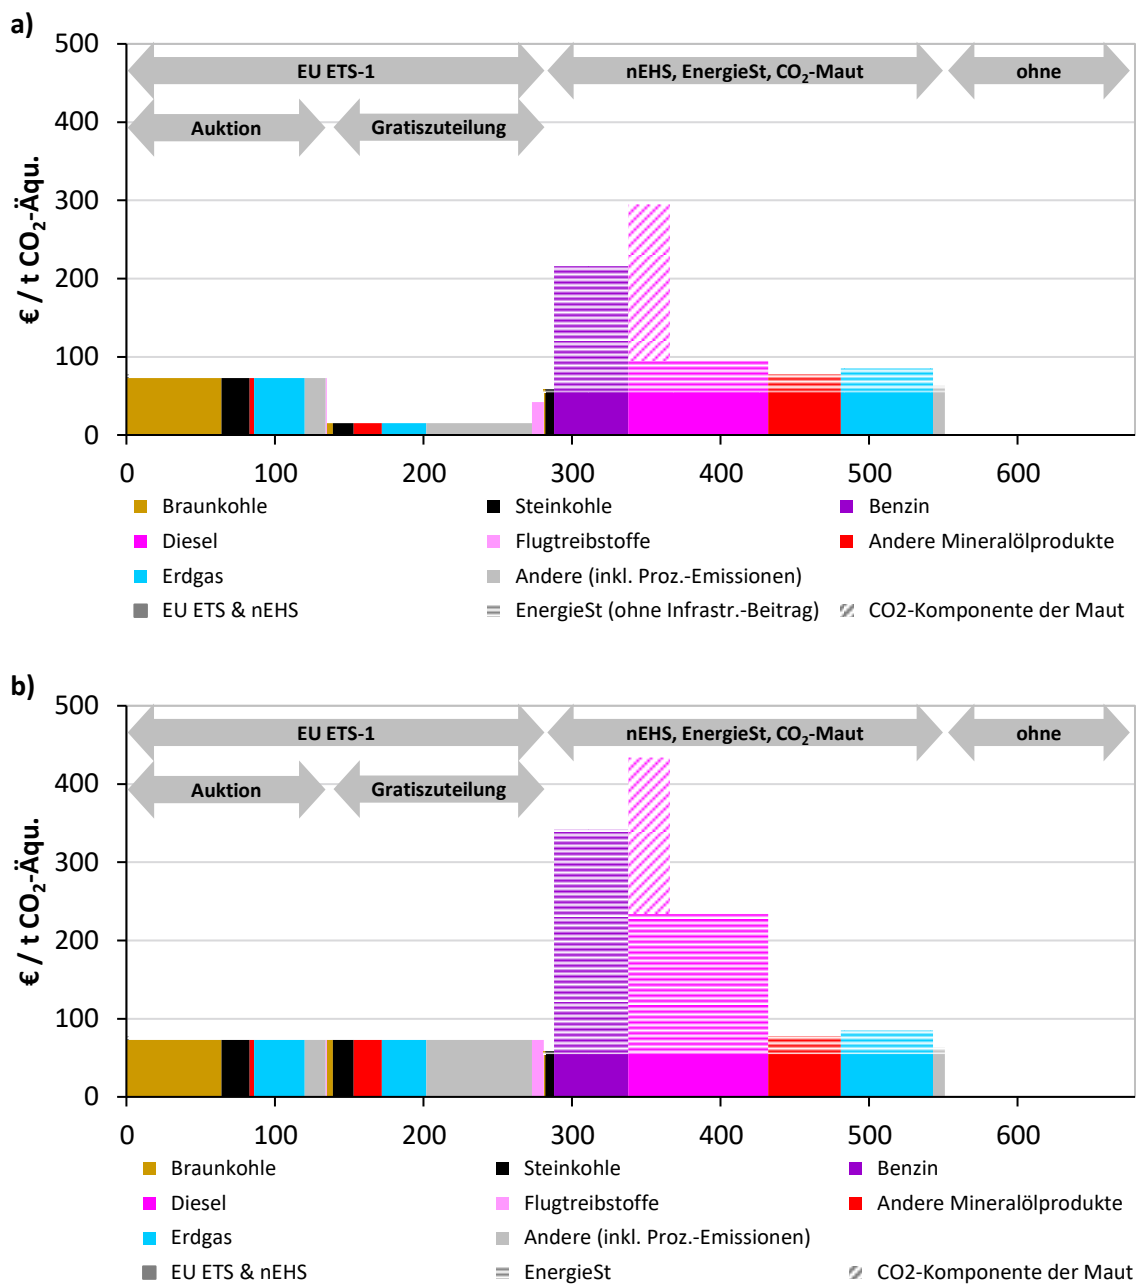 a)
500
400
300
200
100
0
€ / t CO₂-Äqu.
EU ETS-1
nEHS, EnergieSt, CO₂-Maut
ohne
Auktion
Gratiszuteilung
0 100 200 300 400 500 600
Braunkohle Steinkohle Benzin
Diesel Flugtreibstoffe Andere Mineralölprodukte
Erdgas Andere (inkl. Proz.-Emissionen)
EU ETS & nEHS EnergieSt (ohne Infrastr.-Beitrag) CO2-Komponente der Maut
b)
500
400
300
200
100
0
€ / t CO₂-Äqu.
EU ETS-1
nEHS, EnergieSt, CO₂-Maut
ohne
Auktion
Gratiszuteilung
0 100 200 300 400 500 600
Braunkohle Steinkohle Benzin
Diesel Flugtreibstoffe Andere Mineralölprodukte
Erdgas Andere (inkl. Proz.-Emissionen)
EU ETS & nEHS EnergieSt CO2-Komponente der Maut